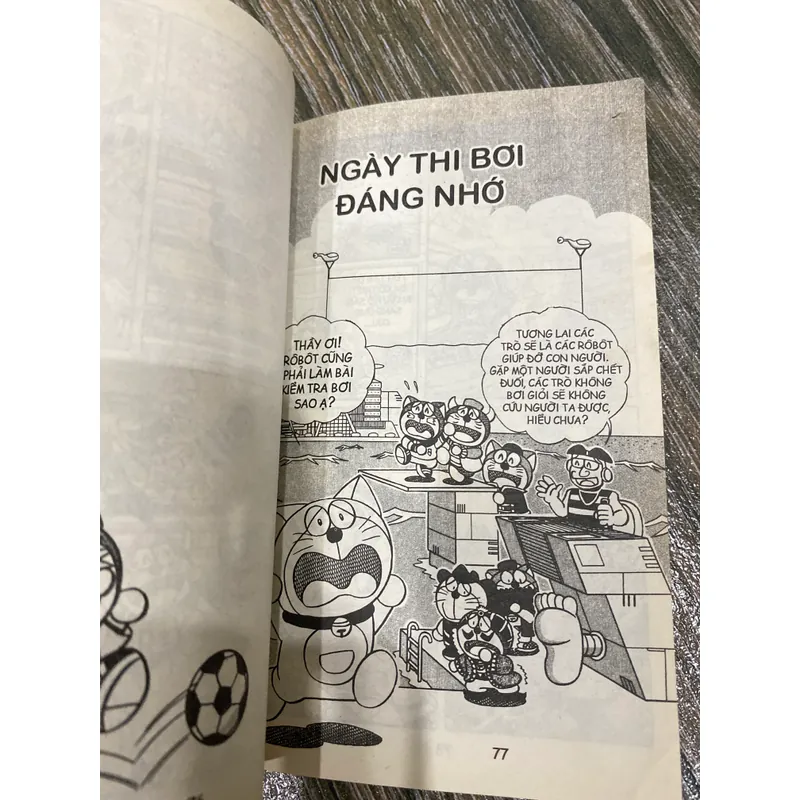 NGÀY THI BƠI
ĐÁNG NHỚ
THẦY ƠI!
RÔBÔT CŨNG
PHẢI LÀM BÀI
KIỂM TRA BƠI
SAO Ạ?
TƯƠNG LAI CÁC
TRÒ SẼ LÀ CÁC RÔBÔT
GIÚP ĐỠ CON NGƯỜI.
GẶP MỘT NGƯỜI SẮP CHẾT
ĐUỐI, CÁC TRÒ KHÔNG
BƠI GIỎI SẼ KHÔNG
CỨU NGƯỜI TA ĐƯỢC,
HIỂU CHƯA?
77